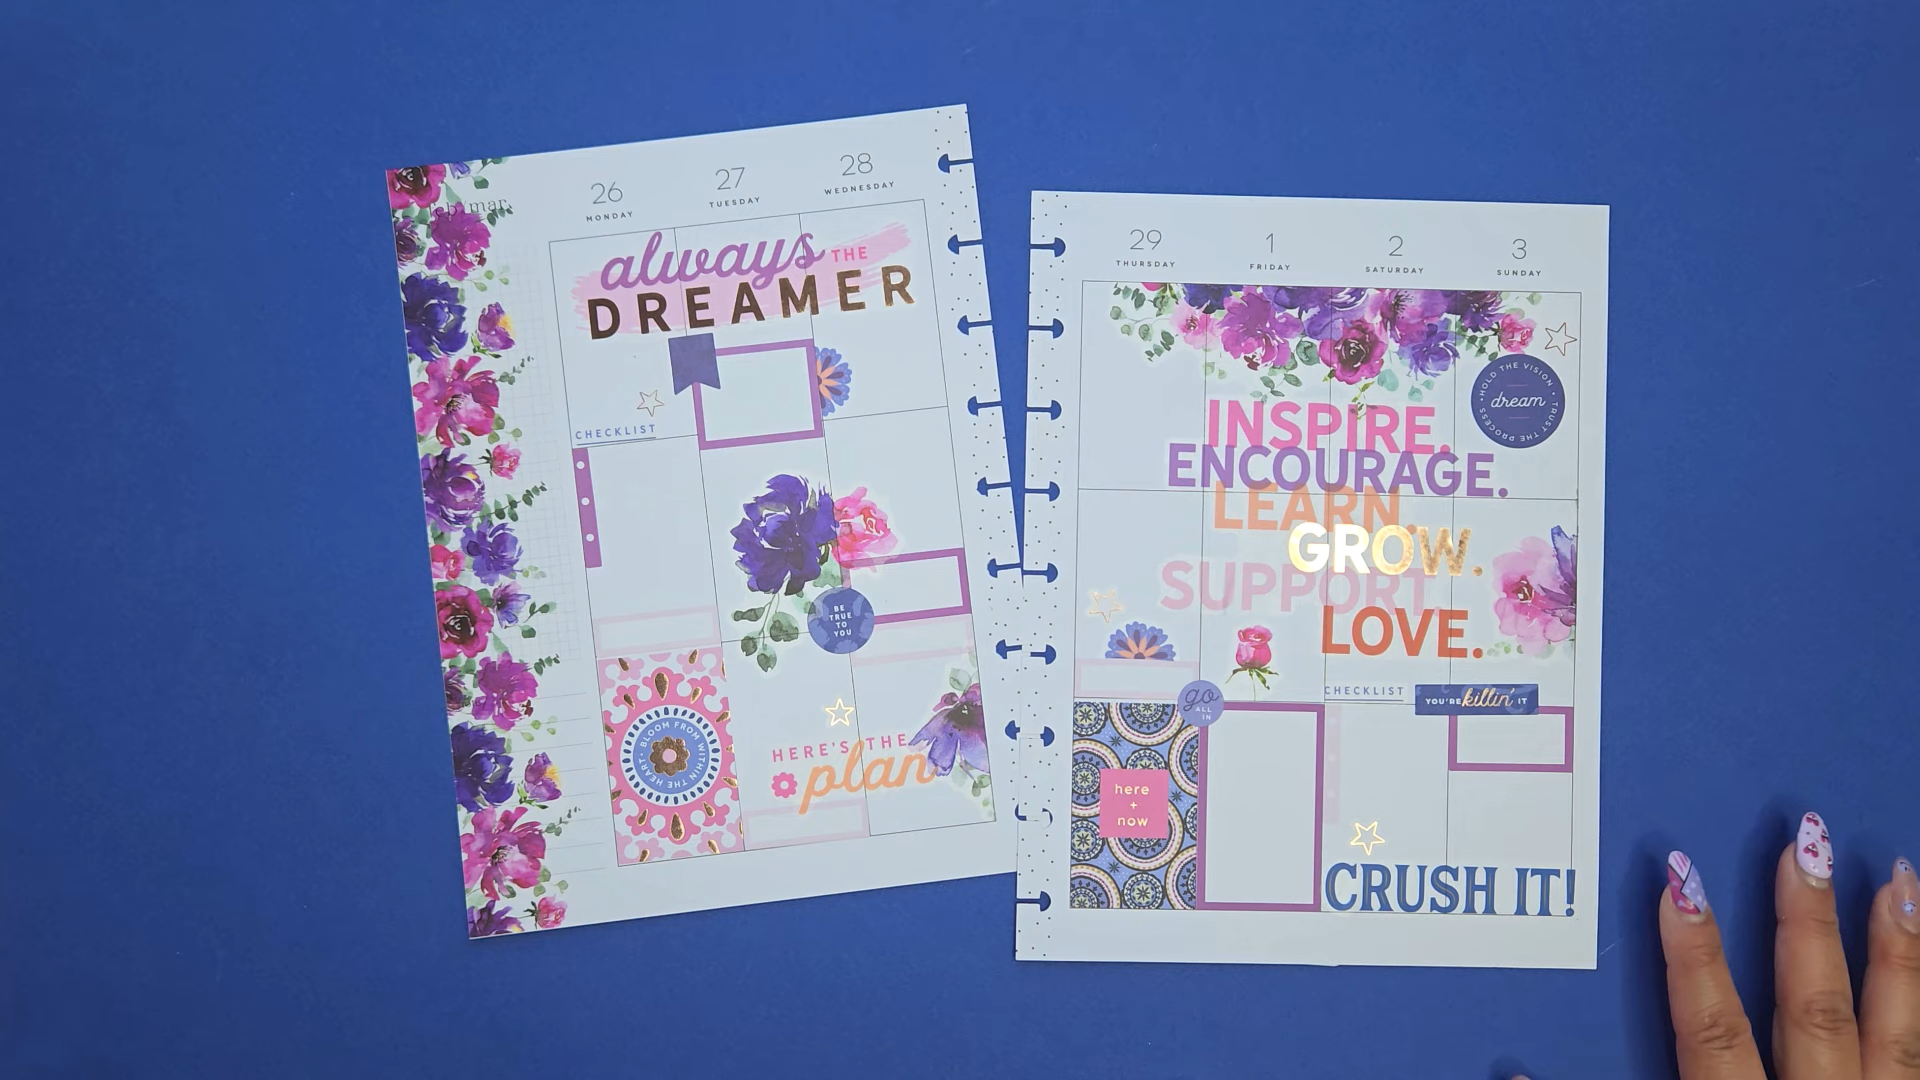 feb/mar.
26
MONDAY
27
TUESDAY
28
WEDNESDAY
always THE
DREAMER
CHECKLIST
BE
TRUE
TO
YOU
BLOOM FROM WITHIN THE HEART
HERE'S THE
plan
29
THURSDAY
1
FRIDAY
2
SATURDAY
3
SUNDAY
HOLD THE VISION • TRUST THE PROCESS •
dream
INSPIRE.
ENCOURAGE.
LEARN.
GROW.
SUPPORT.
LOVE.
go
ALL
IN
CHECKLIST
YOU'RE killin' IT
here
+
now
CRUSH IT!